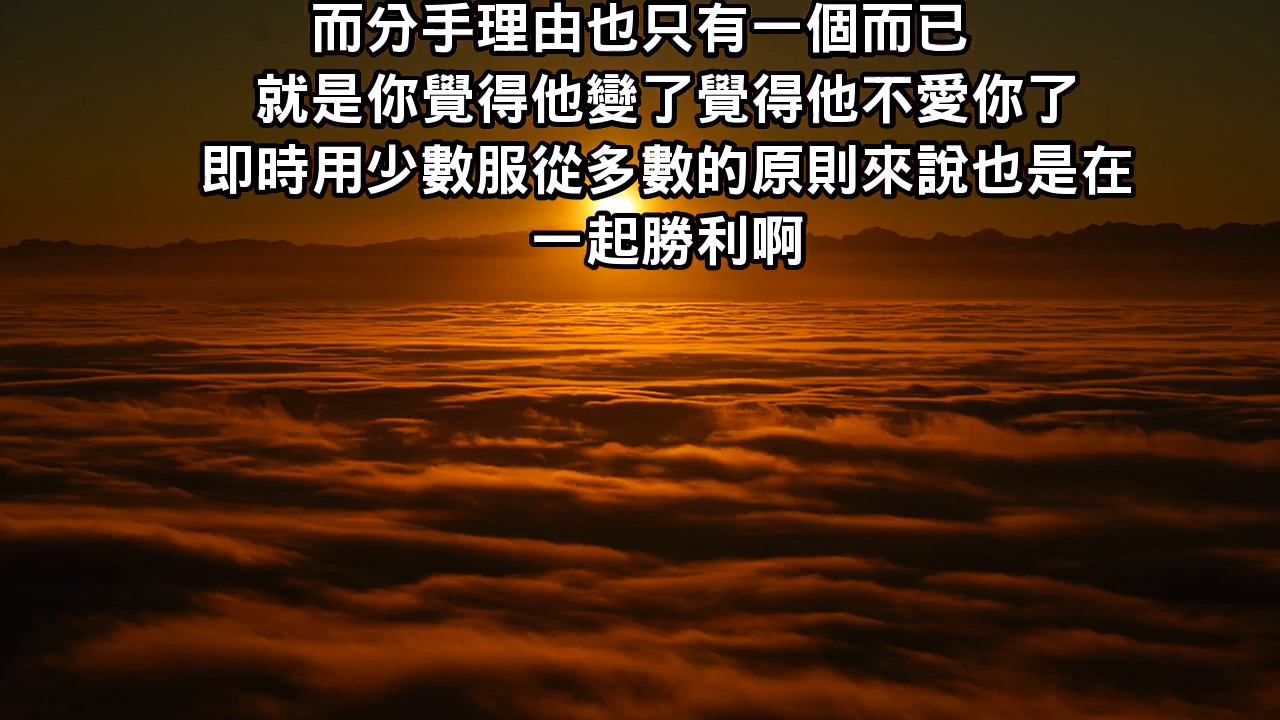 而分手理由也只有一個而已
就是你覺得他變了覺得他不愛你了
即時用少數服從多數的原則來說也是在
一起勝利啊